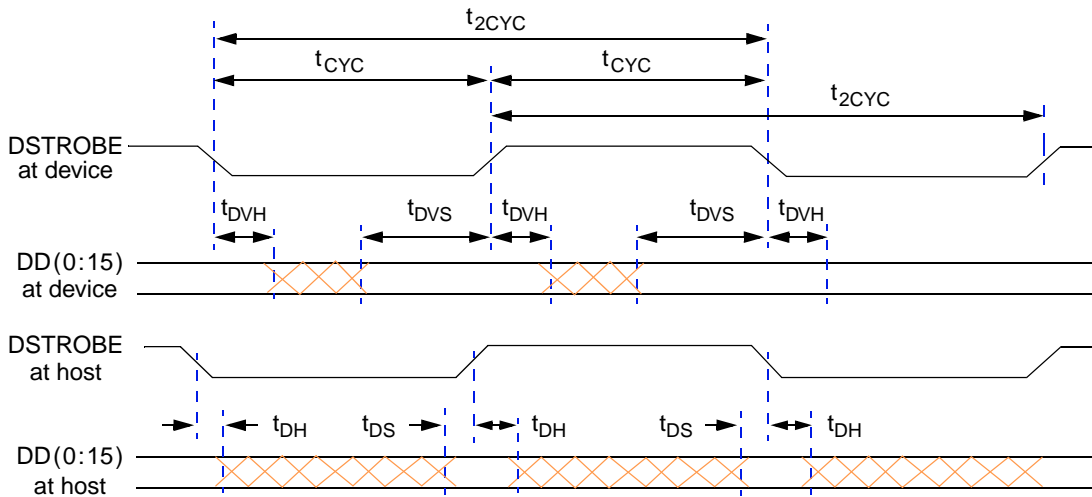 t2CYC
tCYC tCYC
t2CYC
DSTROBE
at device
tDVH tDVS tDVH tDVS tDVH
DD(0:15)
at device
DSTROBE
at host
tDH tDS tDH tDS tDH
DD(0:15)
at host